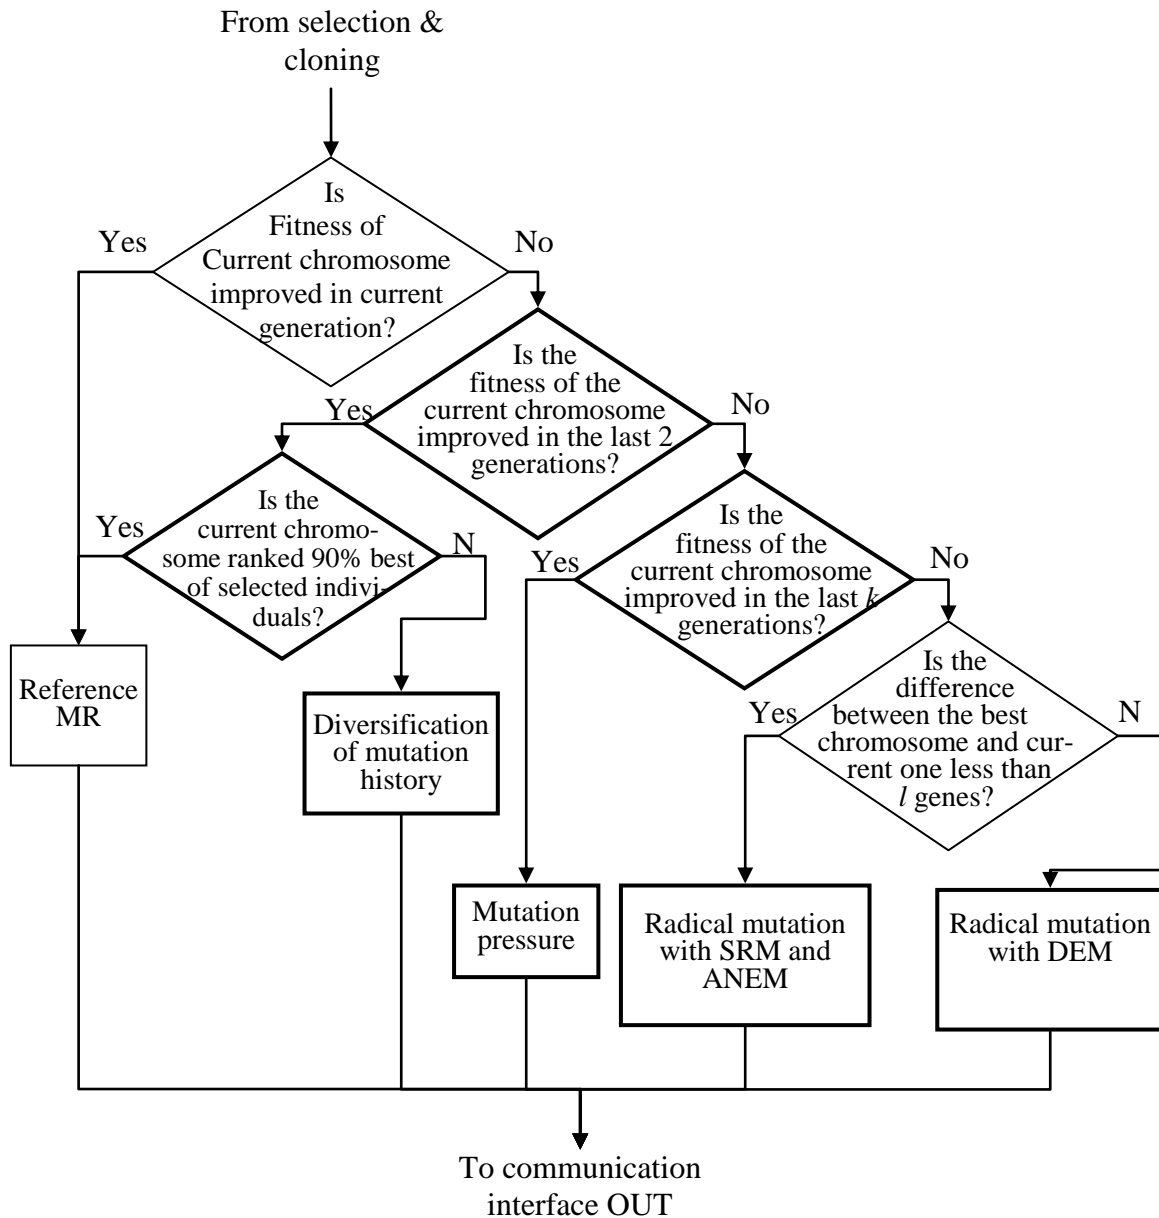 From selection &
cloning
Is
Fitness of
Current chromosome
improved in current
generation?
Yes
No
Is the
fitness of the
current chromosome
improved in the last 2
generations?
Yes
No
Is the
current chromo-
some ranked 90% best
of selected indivi-
duals?
Yes
N
Is the
fitness of the
current chromosome
improved in the last k
generations?
Yes
No
Is the
difference
between the best
chromosome and cur-
rent one less than
l genes?
Yes
N
Reference
MR
Diversification
of mutation
history
Mutation
pressure
Radical mutation
with SRM and
ANEM
Radical mutation
with DEM
To communication
interface OUT